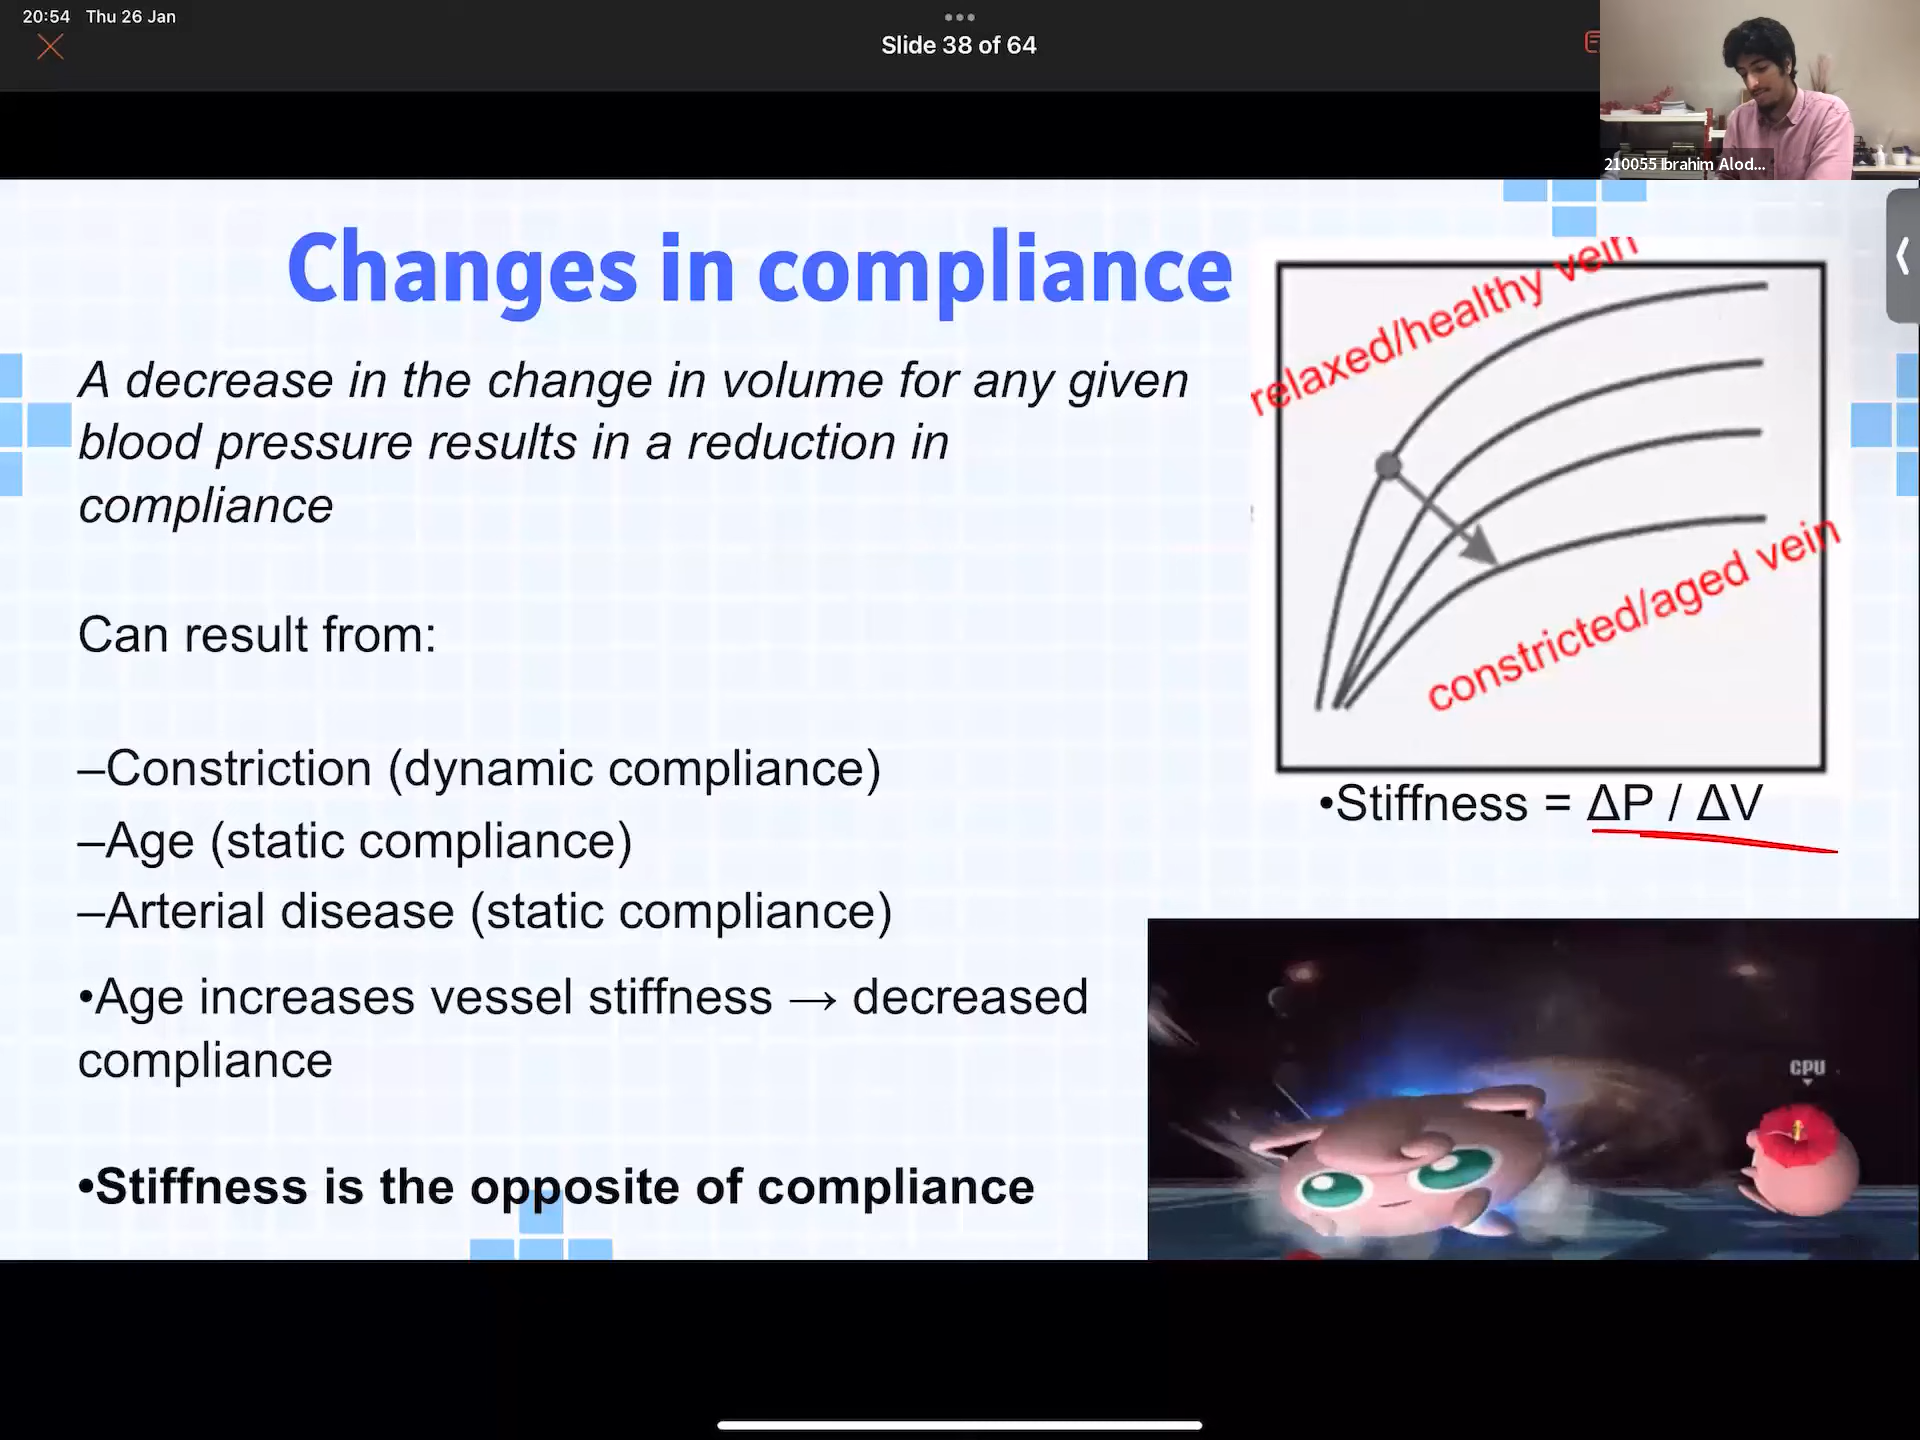 20:54 Thu 26 Jan
Slide 38 of 64
210055 Ibrahim Alod...
Changes in compliance
A decrease in the change in volume for any given
blood pressure results in a reduction in
compliance
Can result from:
–Constriction (dynamic compliance)
–Age (static compliance)
–Arterial disease (static compliance)
•Age increases vessel stiffness → decreased
compliance
•Stiffness is the opposite of compliance
relaxed/healthy vein
constricted/aged vein
•Stiffness = ΔP / ΔV
CPU